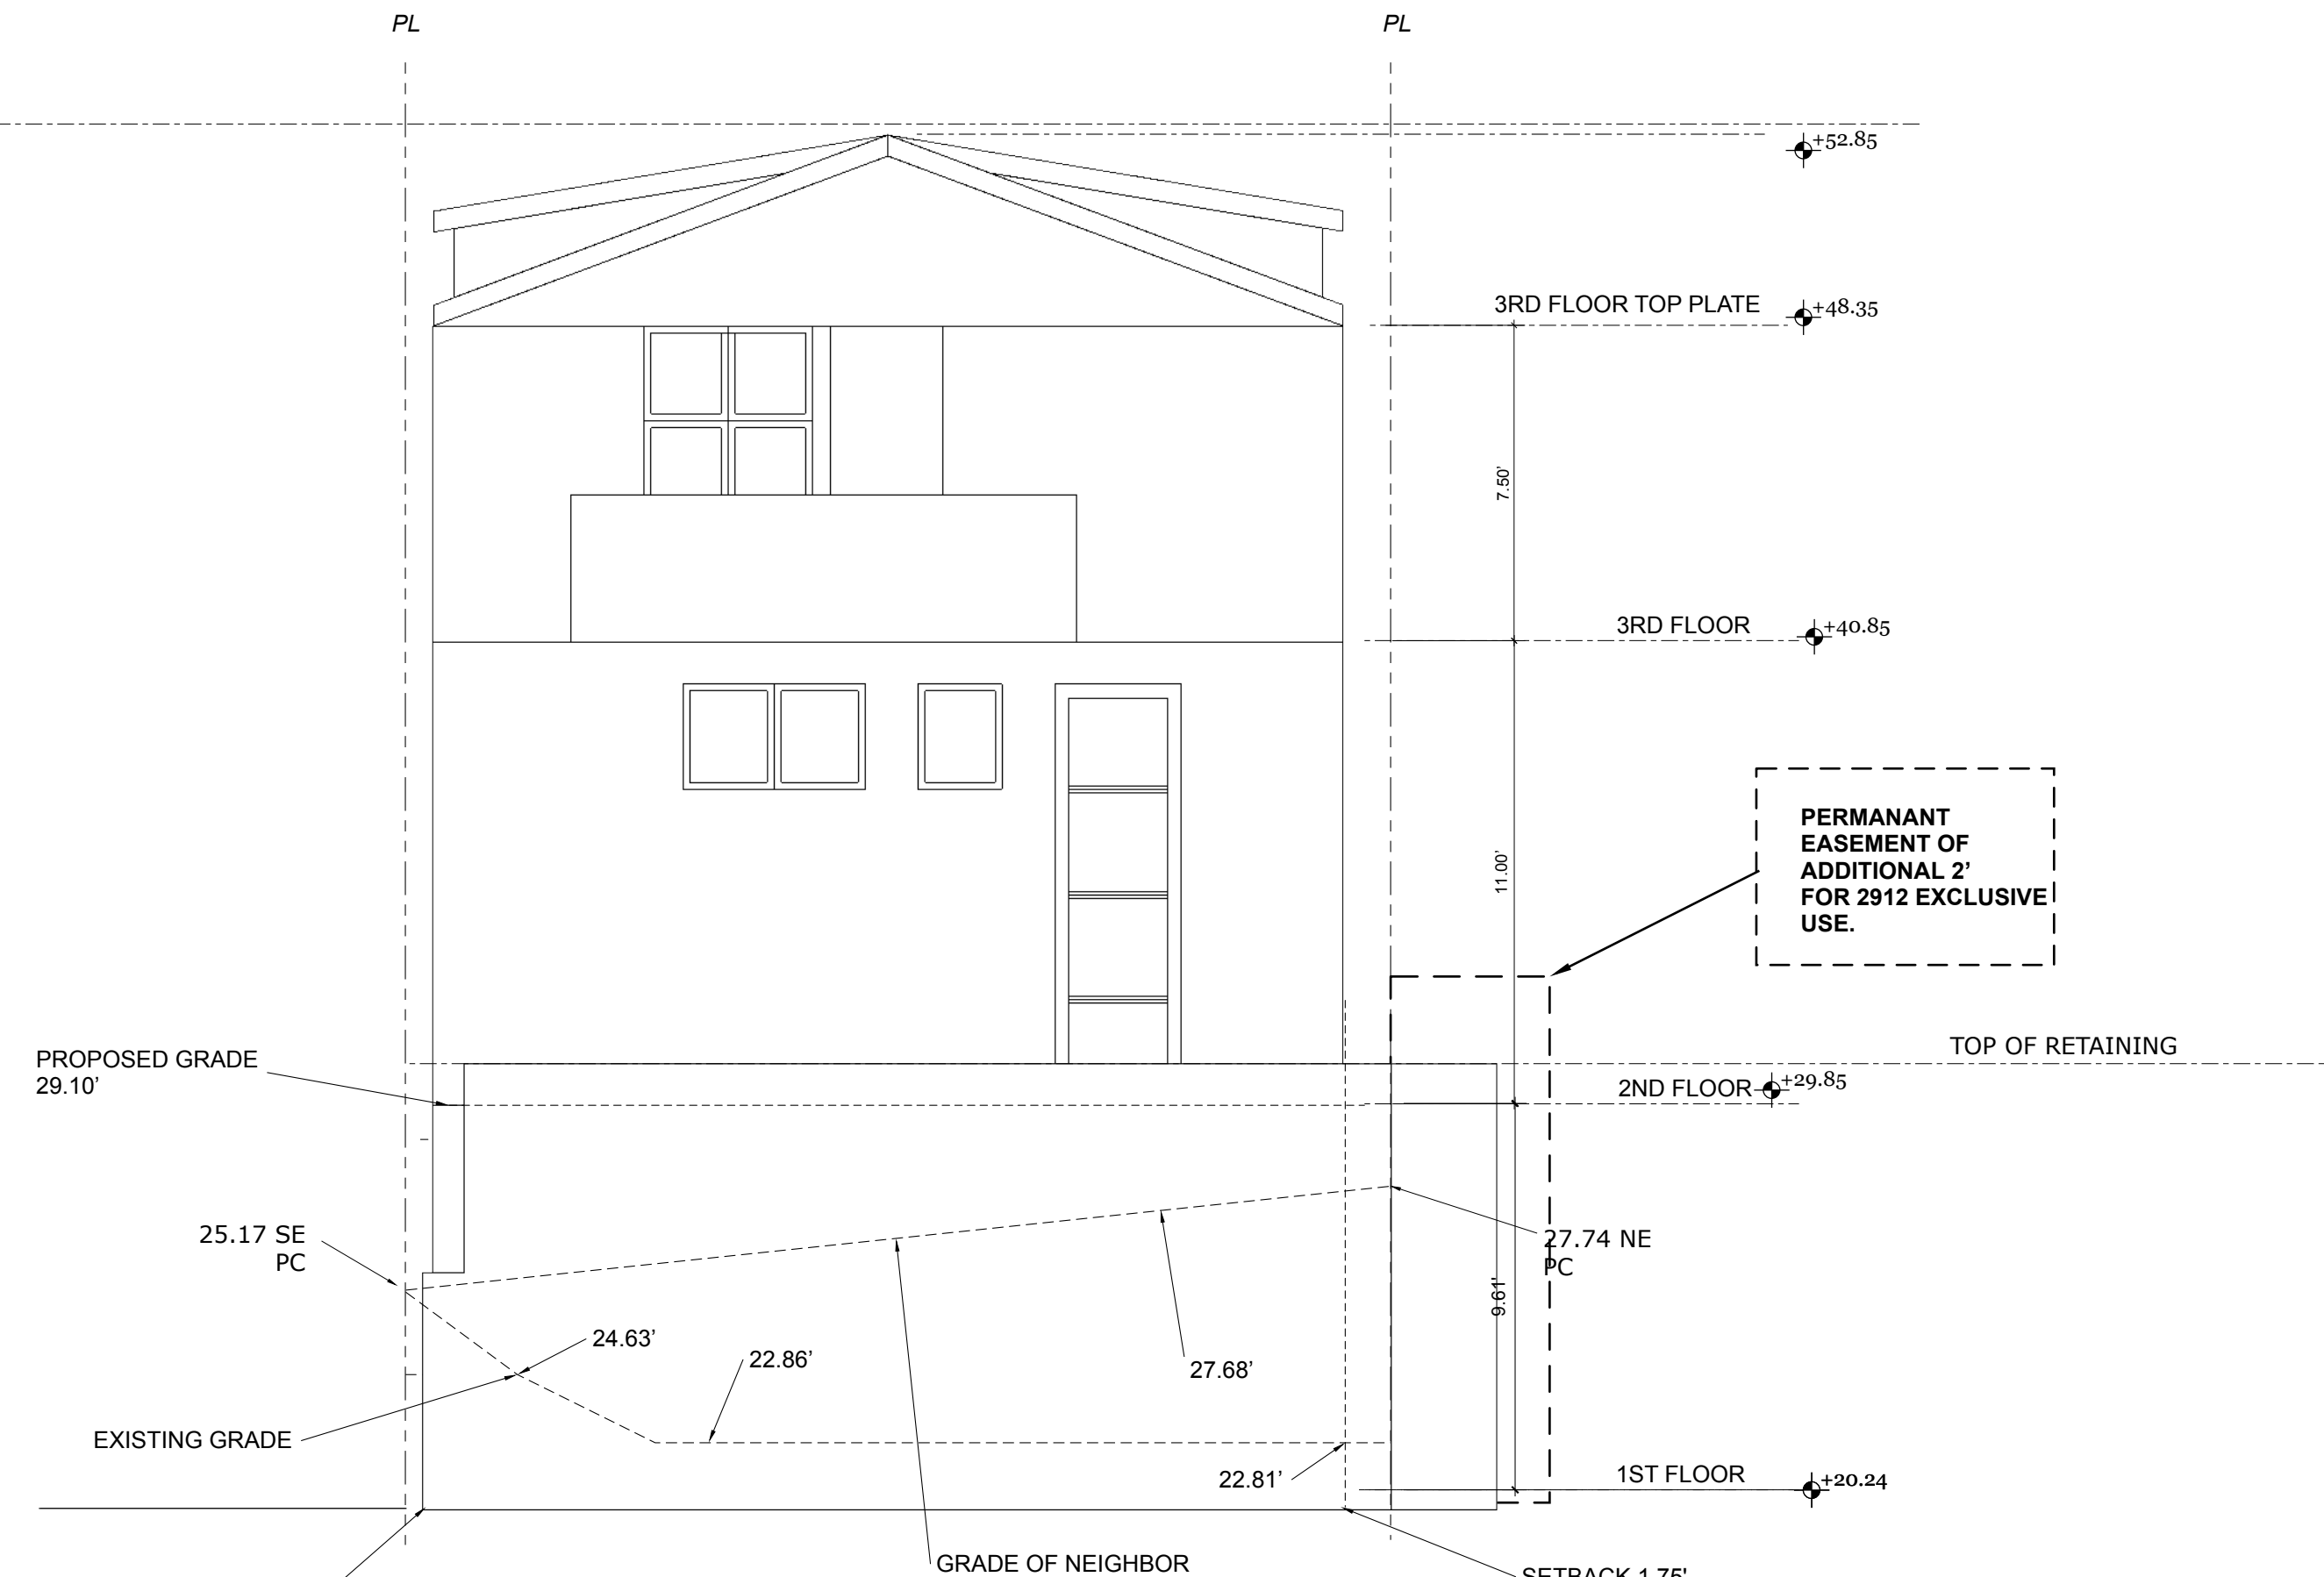 PL
PL
+52.85
3RD FLOOR TOP PLATE
+48.35
7.50'
3RD FLOOR
+40.85
PERMANANT
EASEMENT OF
ADDITIONAL 2'
FOR 2912 EXCLUSIVE
USE.
11.00'
PROPOSED GRADE
29.10'
TOP OF RETAINING
2ND FLOOR
+29.85
25.17 SE
PC
27.74 NE
PC
9.61'
24.63'
22.86'
27.68'
EXISTING GRADE
22.81'
1ST FLOOR
+20.24
GRADE OF NEIGHBOR
SETBACK 1.75'